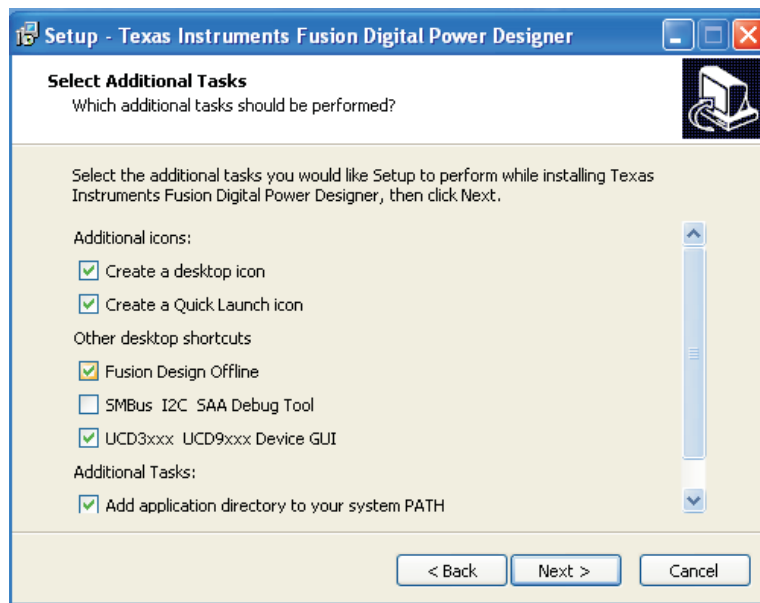 Setup - Texas Instruments Fusion Digital Power Designer
Select Additional Tasks
Which additional tasks should be performed?
Select the additional tasks you would like Setup to perform while installing Texas
Instruments Fusion Digital Power Designer, then click Next.
Additional icons:
Create a desktop icon
Create a Quick Launch icon
Other desktop shortcuts
Fusion Design Offline
SMBus I2C SAA Debug Tool
UCD3xxx UCD9xxx Device GUI
Additional Tasks:
Add application directory to your system PATH
< Back Next > Cancel